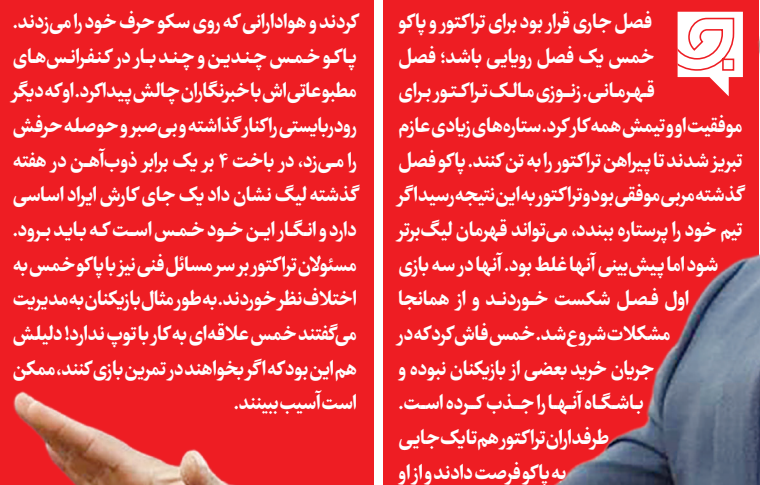 فصل جاری قرار بود برای تراکتور و پاکو
خمس یک فصل رویایی باشد؛ فصل
قهرمانی. زنوزی مالک تراکتور برای
موفقیت او و تیمش همه کار کرد. ستاره‌های زیادی عازم
تبریز شدند تا پیراهن تراکتور را به تن کنند. پاکو فصل
گذشته مربی موفقی بود و تراکتور به این نتیجه رسید اگر
تیم خود را پرستاره ببندد، می‌تواند قهرمان لیگ‌برتر
شود اما پیش‌بینی آنها غلط بود. آنها در سه بازی
اول فصل شکست خوردند و از همانجا
مشکلات شروع شد. خمس فاش کرد که در
جریان خرید بعضی از بازیکنان نبوده و
باشگاه آنها را جذب کرده است.
طرفداران تراکتور هم تا یک جایی
به پاکو فرصت دادند و از او
کردند و هوادارانی که روی سکو حرف خود را می‌زدند.
پاکو خمس چندین و چند بار در کنفرانس‌های
مطبوعاتی‌اش با خبرنگاران چالش پیدا کرد. او که دیگر
رودربایستی را کنار گذاشته و بی‌صبر و حوصله حرفش
را می‌زد، در باخت ۴ بر یک برابر ذوب‌آهن در هفته
گذشته لیگ نشان داد یک جای کارش ایراد اساسی
دارد و انگار این خود خمس است که باید برود.
مسئولان تراکتور بر سر مسائل فنی نیز با پاکو خمس به
اختلاف نظر خوردند. به طور مثال بازیکنان به مدیریت
می‌گفتند خمس علاقه‌ای به کار با توپ ندارد! دلیلش
هم این بود که اگر بخواهند در تمرین بازی کنند، ممکن
است آسیب ببینند.